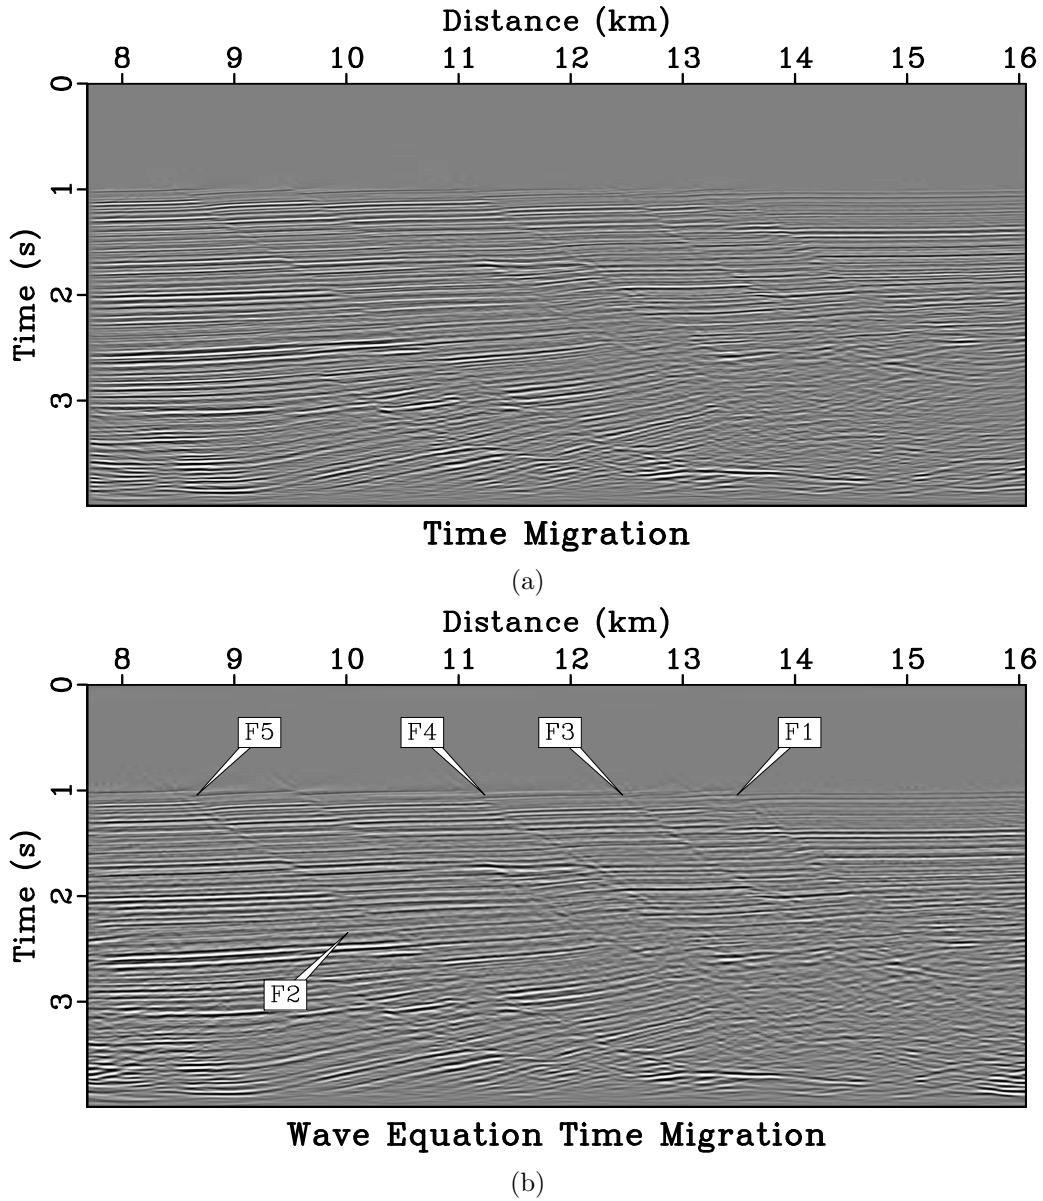 Distance (km)
8 9 10 11 12 13 14 15 16
0
1
2
3
Time (s)
Time Migration
(a)
Distance (km)
8 9 10 11 12 13 14 15 16
0
F5 F4 F3 F1
1
2
F2
3
Time (s)
Wave Equation Time Migration
(b)